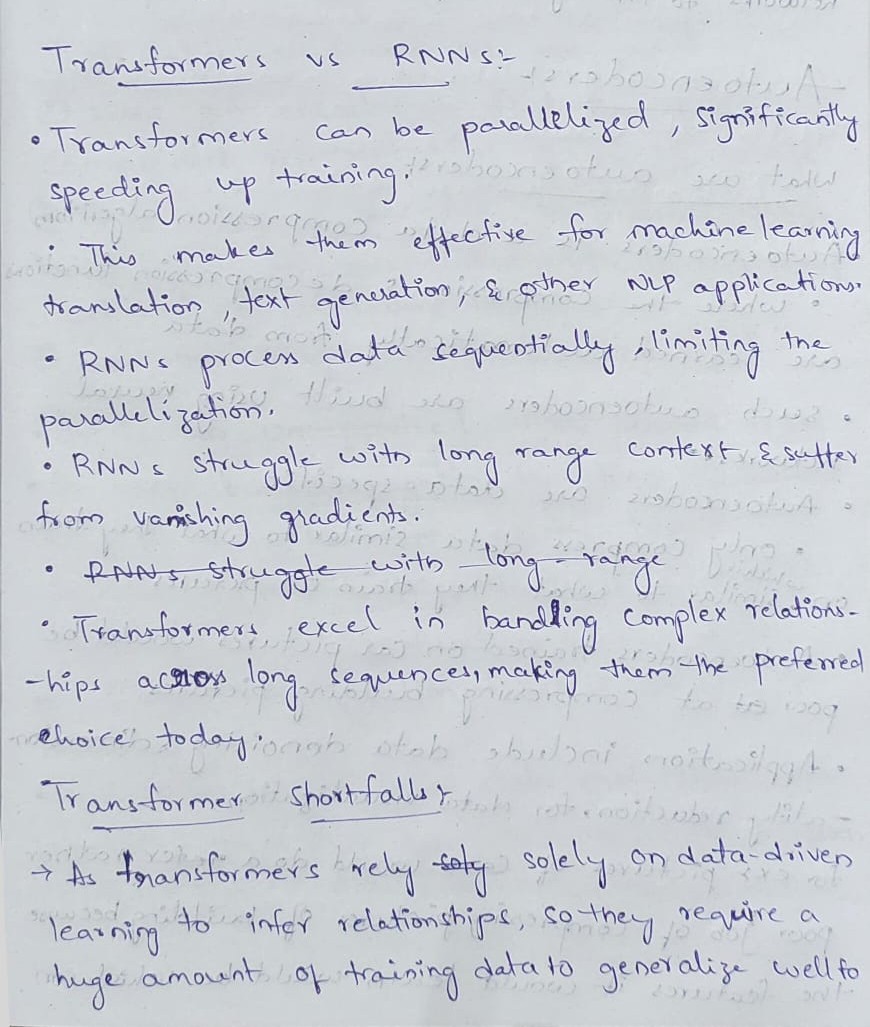 Transformers vs RNNs:-
• Transformers can be parallelized, significantly
speeding up training.
• This makes them effective for machine learning
translation, text generation, & other NLP applications.
• RNNs process data sequentially, limiting the
parallelization.
• RNNs struggle with long range context & suffer
from vanishing gradients.
• RNNs struggle with long range
• Transformers excel in handling complex relations-
-hips across long sequences, making them the preferred
choice today.
Transformer Shortfalls:
→ As transformers rely solely on data-driven
learning to infer relationships, so they require a
huge amount of training data to generalize well to